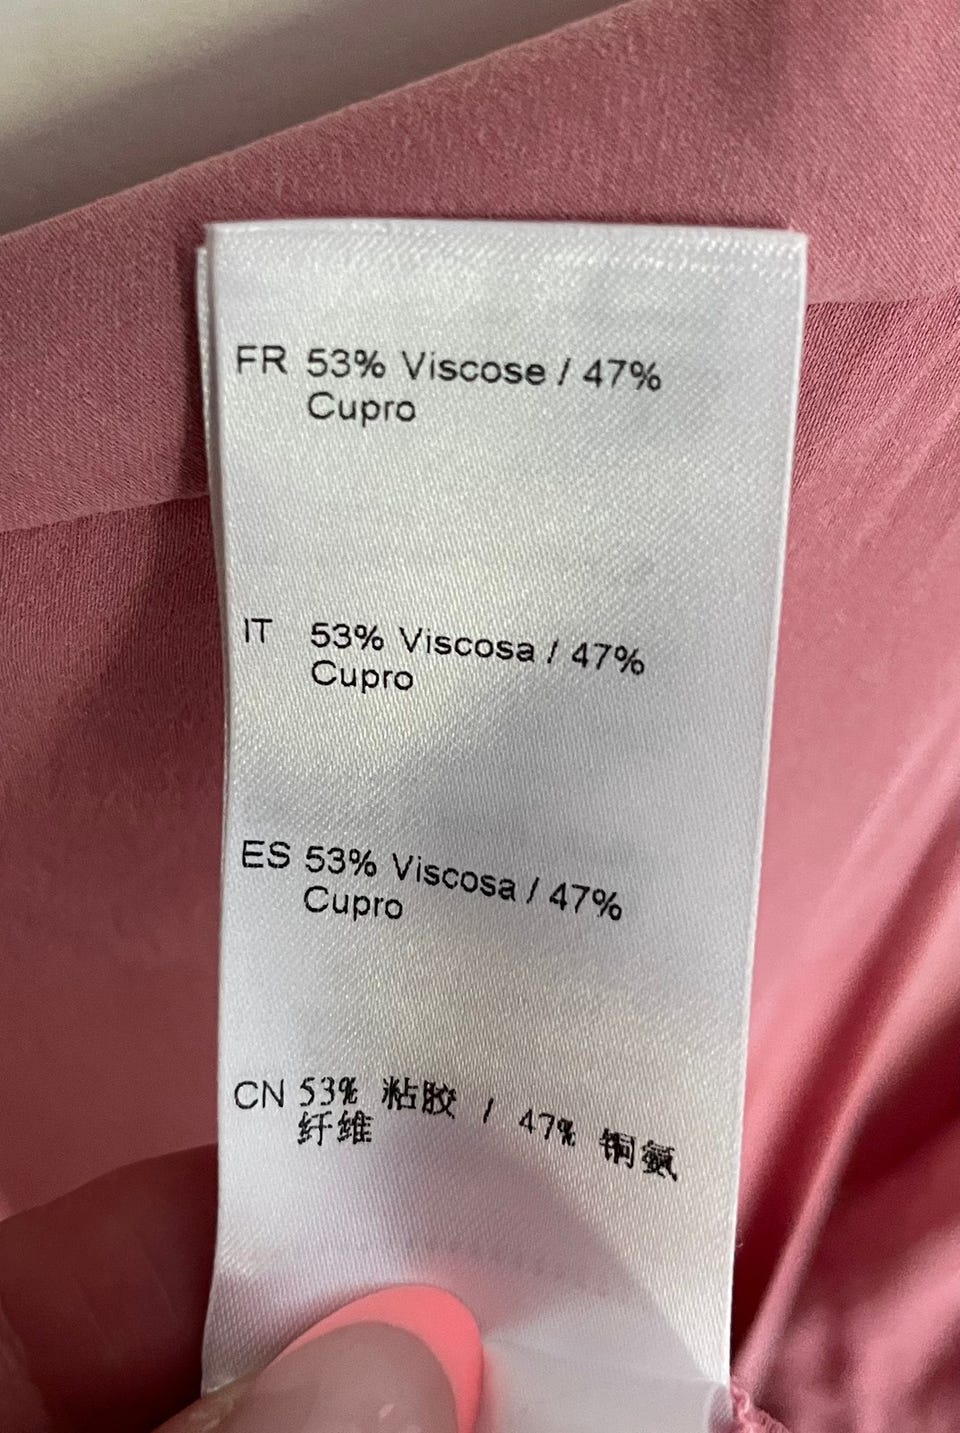 FR 53% Viscose / 47%
Cupro
IT 53% Viscosa / 47%
Cupro
ES 53% Viscosa / 47%
Cupro
CN 53% 粘胶 / 47% 铜氨
纤维